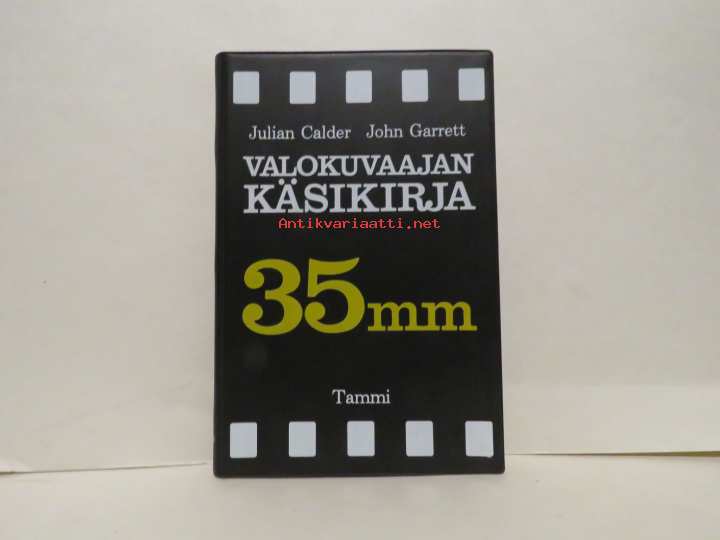 Julian Calder John Garrett
VALOKUVAAJAN
KÄSIKIRJA
Antikvariaatti.net
35mm
Tammi